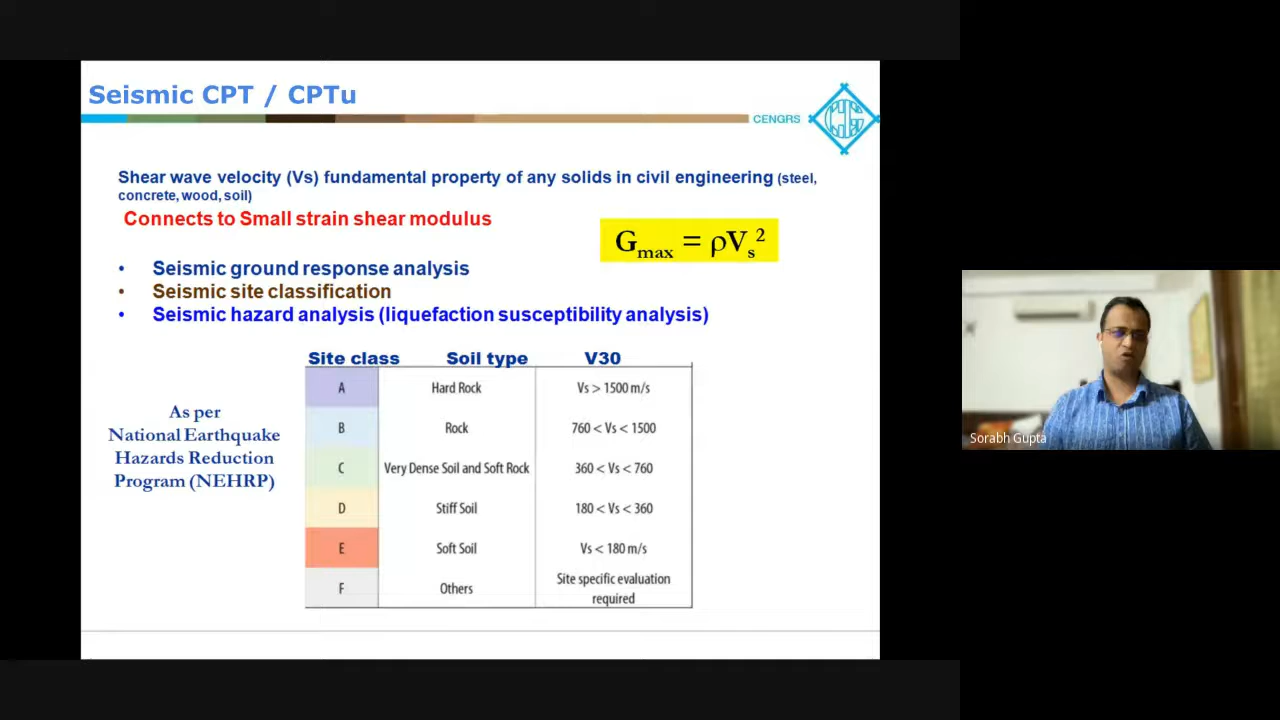 Seismic CPT / CPTu
CENGRS
Shear wave velocity (Vs) fundamental property of any solids in civil engineering (steel,
concrete, wood, soil)
Connects to Small strain shear modulus
Gmax = ρVs²
• Seismic ground response analysis
• Seismic site classification
• Seismic hazard analysis (liquefaction susceptibility analysis)
Site class Soil type V30
A Hard Rock Vs > 1500 m/s
B Rock 760 < Vs < 1500
C Very Dense Soil and Soft Rock 360 < Vs < 760
D Stiff Soil 180 < Vs < 360
E Soft Soil Vs < 180 m/s
F Others Site specific evaluation
required
As per
National Earthquake
Hazards Reduction
Program (NEHRP)
Sorabh Gupta